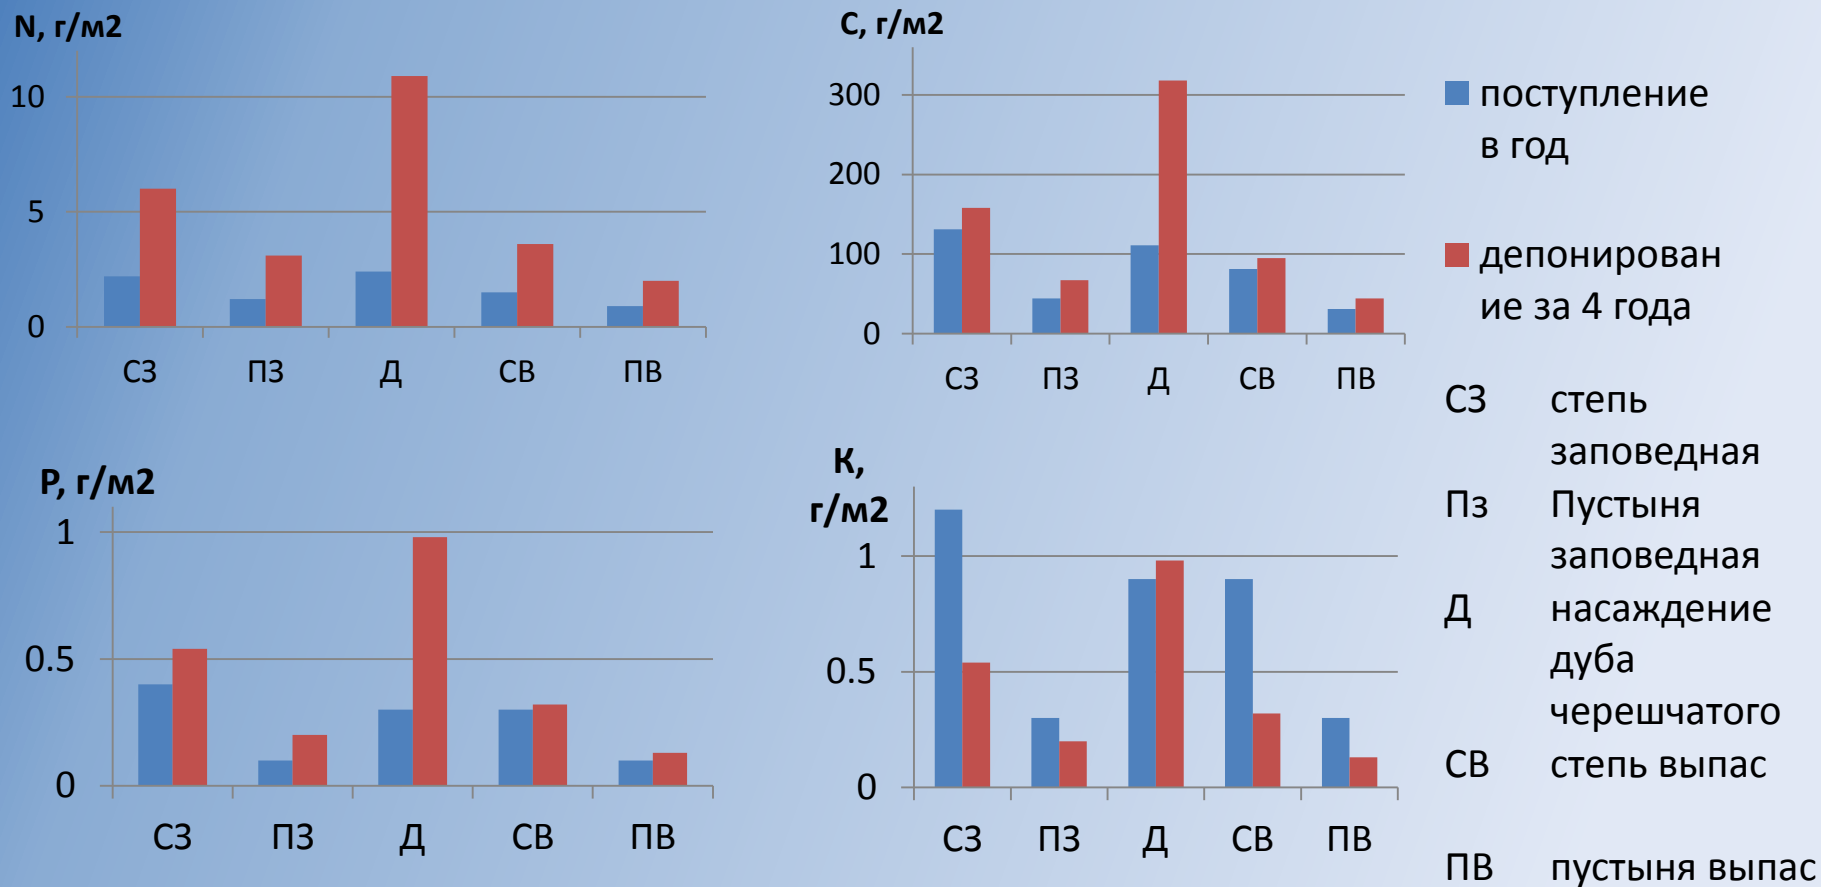 N, г/м2
10
5
0
СЗ ПЗ Д СВ ПВ
С, г/м2
300
200
100
0
СЗ ПЗ Д СВ ПВ
Р, г/м2
1
0.5
0
СЗ ПЗ Д СВ ПВ
К,
г/м2
1
0.5
0
СЗ ПЗ Д СВ ПВ
поступление
в год
депонирован
ие за 4 года
СЗ степь
заповедная
Пз Пустыня
заповедная
Д насаждение
дуба
черешчатого
СВ степь выпас
ПВ пустыня выпас